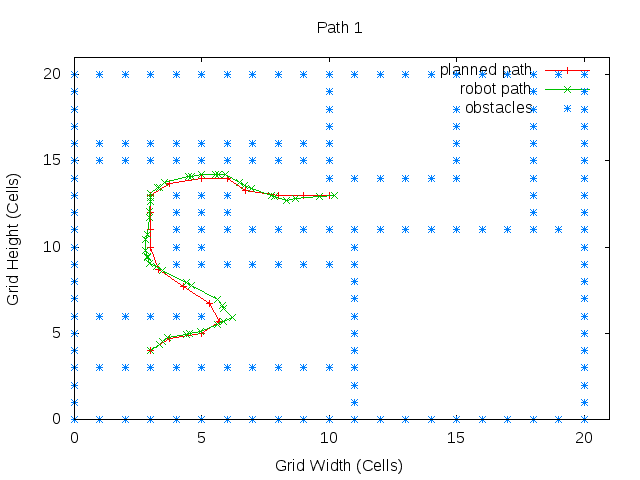 Path 1
planned path
robot path
obstacles
20
15
10
5
0
0 5 10 15 20
Grid Height (Cells)
Grid Width (Cells)